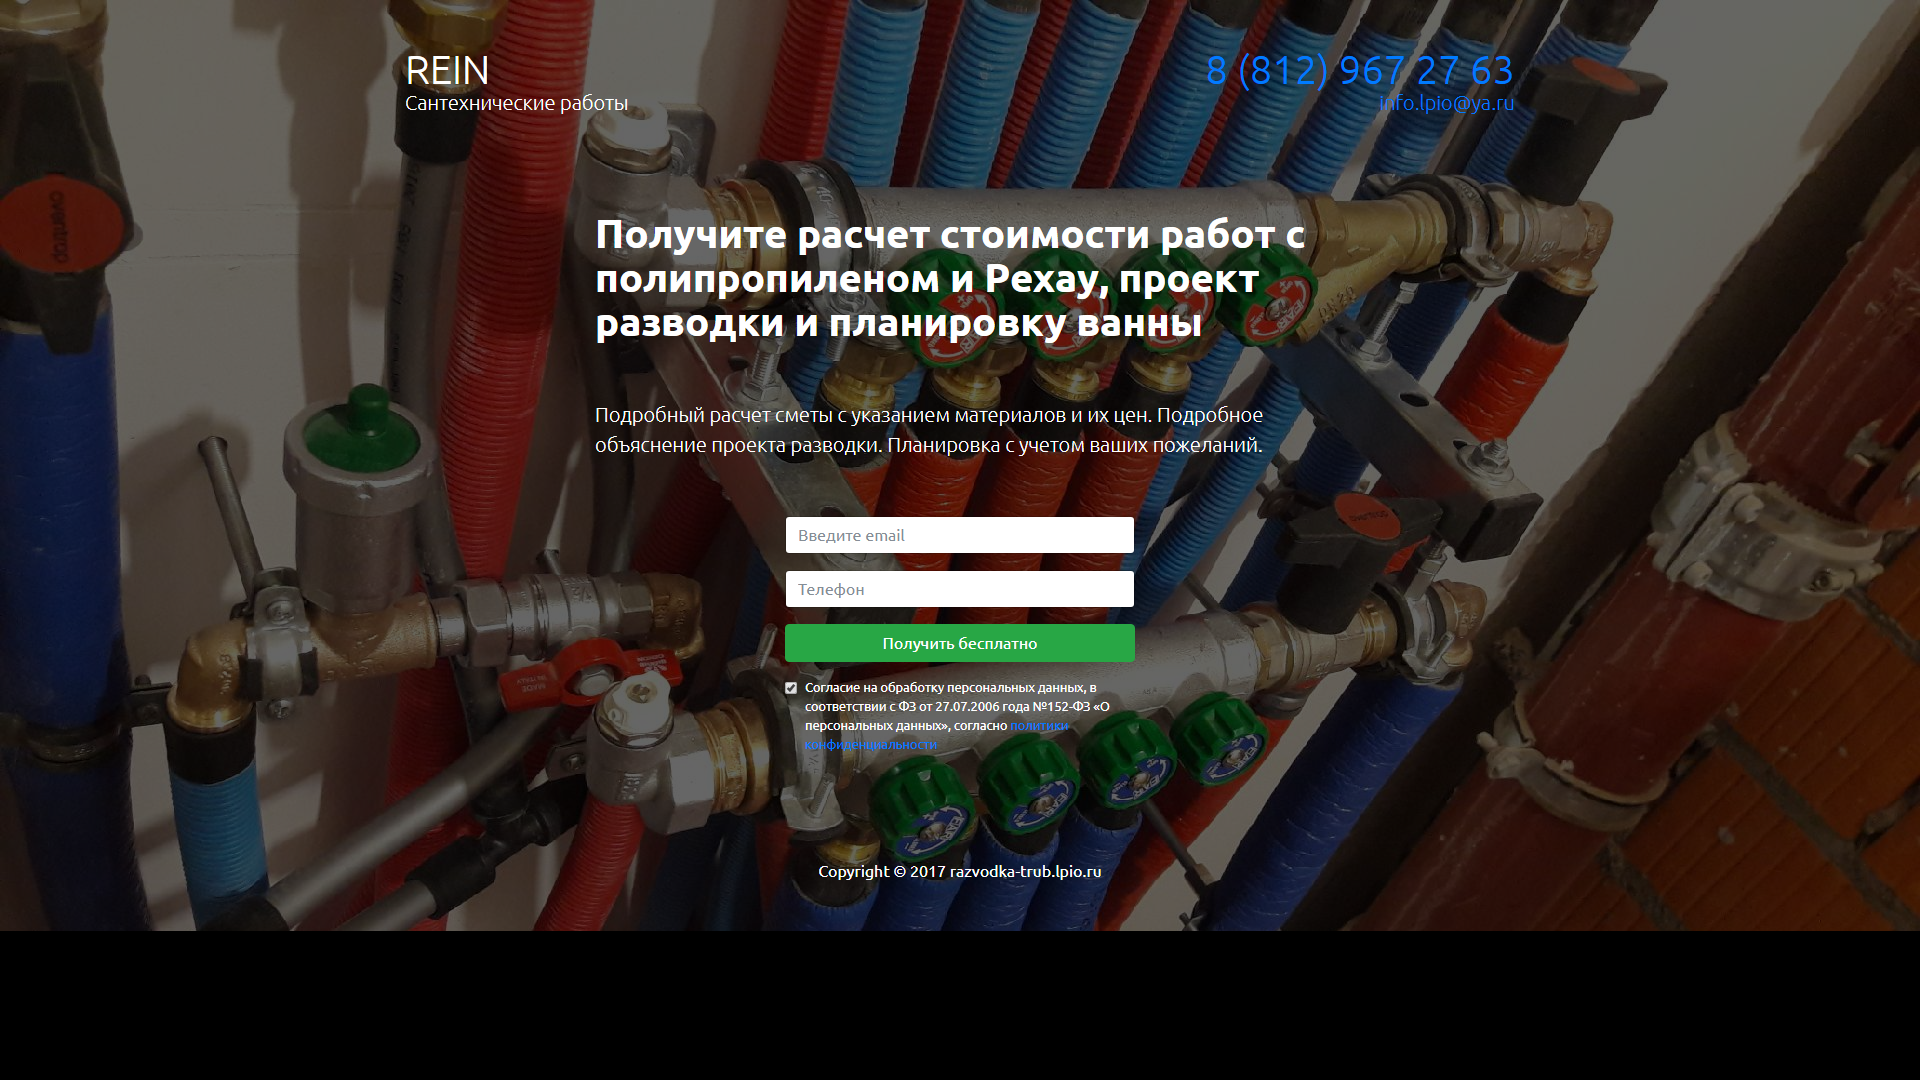 REIN
Сантехнические работы
8 (812) 967 27 63
info.lpio@ya.ru
Получите расчет стоимости работ с
полипропиленом и Рехау, проект
разводки и планировку ванны
Подробный расчет сметы с указанием материалов и их цен. Подробное
объяснение проекта разводки. Планировка с учетом ваших пожеланий.
Введите email
Телефон
Получить бесплатно
Согласие на обработку персональных данных, в
соответствии с ФЗ от 27.07.2006 года №152-ФЗ «О
персональных данных», согласно политики
конфиденциальности
Copyright © 2017 razvodka-trub.lpio.ru